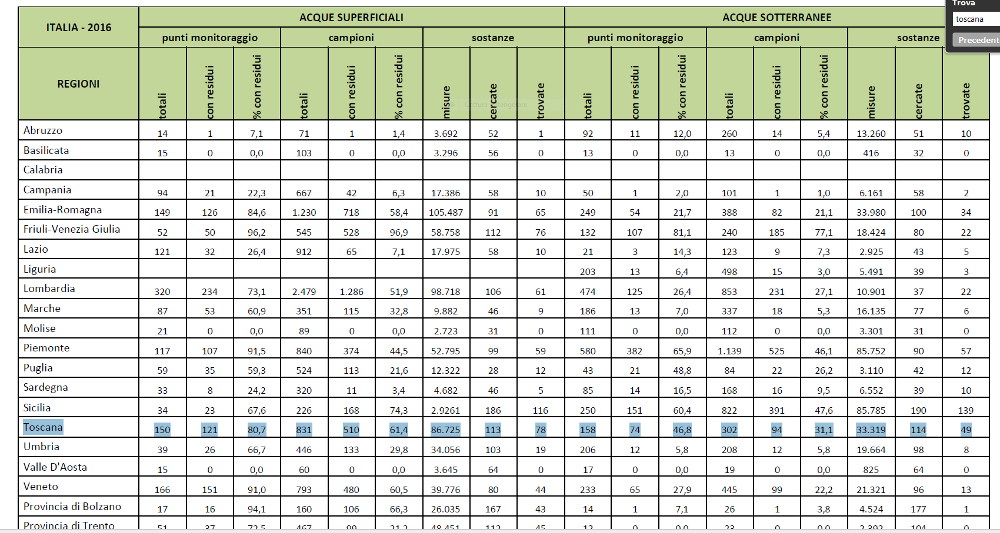 Trova
toscana
Precedent
ITALIA - 2016 ACQUE SUPERFICIALI ACQUE SOTTERRANEE
punti monitoraggio campioni sostanze punti monitoraggio campioni sostanze
REGIONI totali con residui % con residui totali con residui % con residui misure cercate trovate totali con residui % con residui totali con residui % con residui misure cercate trovate
Cattura rettangolare
Abruzzo 14 1 7,1 71 1 1,4 3.692 52 1 92 11 12,0 260 14 5,4 13.260 51 10
Basilicata 15 0 0,0 103 0 0,0 3.296 56 0 13 0 0,0 13 0 0,0 416 32 0
Calabria
Campania 94 21 22,3 667 42 6,3 17.386 58 10 50 1 2,0 101 1 1,0 6.161 58 2
Emilia-Romagna 149 126 84,6 1.230 718 58,4 105.487 91 65 249 54 21,7 388 82 21,1 33.980 100 34
Friuli-Venezia Giulia 52 50 96,2 545 528 96,9 58.758 112 76 132 107 81,1 240 185 77,1 18.424 80 22
Lazio 121 32 26,4 912 65 7,1 17.975 58 10 21 3 14,3 123 9 7,3 2.925 43 5
Liguria 203 13 6,4 498 15 3,0 5.491 39 3
Lombardia 320 234 73,1 2.479 1.286 51,9 98.718 106 61 474 125 26,4 853 231 27,1 10.901 37 22
Marche 87 53 60,9 351 115 32,8 9.882 46 9 186 13 7,0 337 18 5,3 16.135 77 6
Molise 21 0 0,0 89 0 0,0 2.723 31 0 111 0 0,0 112 0 0,0 3.301 31 0
Piemonte 117 107 91,5 840 374 44,5 52.795 99 59 580 382 65,9 1.139 525 46,1 85.752 90 57
Puglia 59 35 59,3 524 113 21,6 12.322 28 12 43 21 48,8 84 22 26,2 3.110 42 12
Sardegna 33 8 24,2 320 11 3,4 4.682 46 5 85 14 16,5 168 16 9,5 6.552 39 10
Sicilia 34 23 67,6 226 168 74,3 2.9261 186 116 250 151 60,4 822 391 47,6 85.785 190 139
Toscana 150 121 80,7 831 510 61,4 86.725 113 78 158 74 46,8 302 94 31,1 33.319 114 49
Umbria 39 26 66,7 446 133 29,8 34.056 103 19 206 12 5,8 208 12 5,8 19.664 98 8
Valle D'Aosta 15 0 0,0 60 0 0,0 3.645 64 0 17 0 0,0 19 0 0,0 825 64 0
Veneto 166 151 91,0 793 480 60,5 39.776 80 44 233 65 27,9 445 99 22,2 21.321 96 13
Provincia di Bolzano 17 16 94,1 160 106 66,3 26.035 167 43 14 1 7,1 26 1 3,8 4.524 177 1
Provincia di Trento 51 37 72,5 467 99 21,2 48.451 112 45 12 0 0,0 23 0 0,0 2.392 104 0